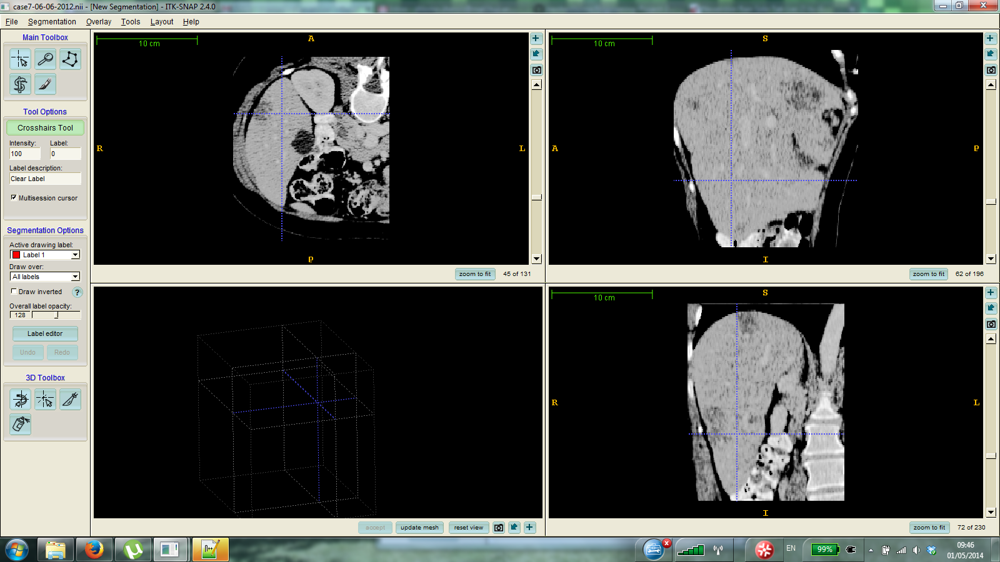 case7-06-06-2012.nii - [New Segmentation] - ITK-SNAP 2.4.0
File Segmentation Overlay Tools Layout Help
Main Toolbox
Tool Options
Crosshairs Tool
Intensity: Label:
100 0
Label description:
Clear Label
Multisession cursor
Segmentation Options
Active drawing label:
Label 1
Draw over:
All labels
Draw inverted ?
Overall label opacity:
128
Label editor
Undo Redo
3D Toolbox
10 cm
A
R
L
P
zoom to fit 45 of 131
10 cm
S
A
P
I
zoom to fit 62 of 196
accept update mesh reset view
10 cm
S
R
L
I
zoom to fit 72 of 230
n++
EN
99%
09:46
01/05/2014